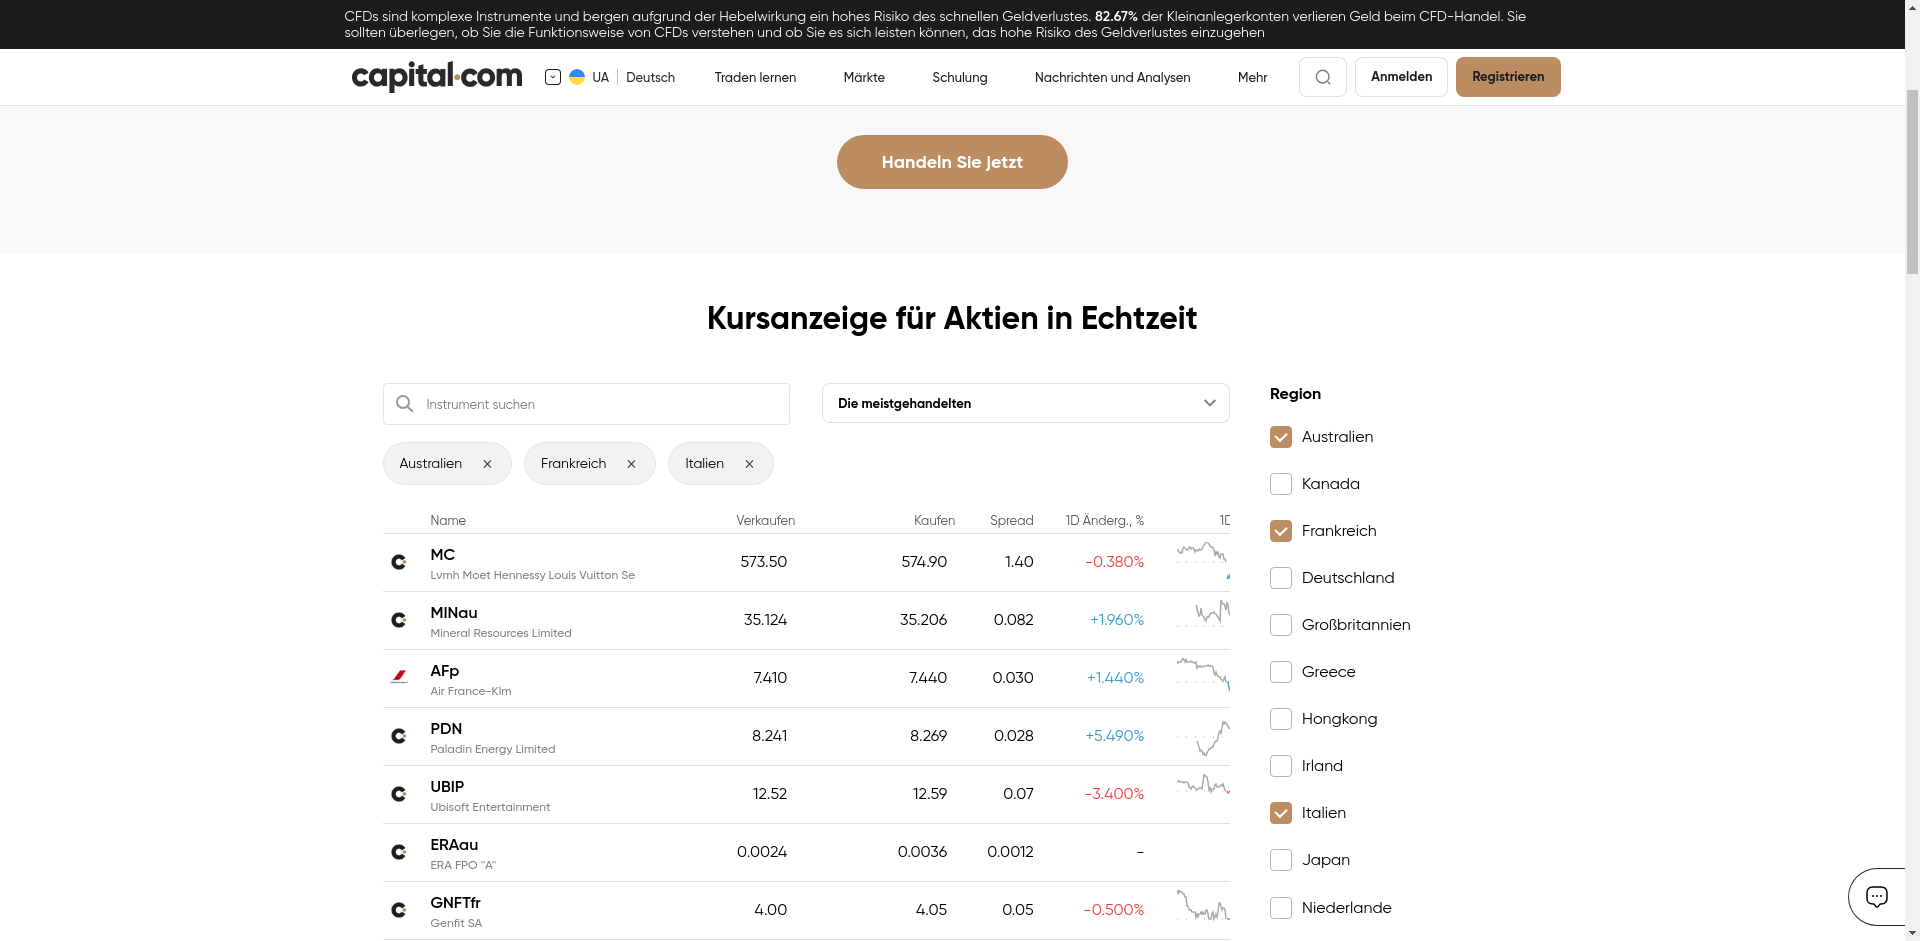 CFDs sind komplexe Instrumente und bergen aufgrund der Hebelwirkung ein hohes Risiko des schnellen Geldverlustes. 82.67% der Kleinanlegerkonten verlieren Geld beim CFD-Handel. Sie
sollten überlegen, ob Sie die Funktionsweise von CFDs verstehen und ob Sie es sich leisten können, das hohe Risiko des Geldverlustes einzugehen
capital.com UA Deutsch Traden lernen Märkte Schulung Nachrichten und Analysen Mehr Anmelden Registrieren
Handeln Sie jetzt
Kursanzeige für Aktien in Echtzeit
Instrument suchen
Die meistgehandelten
Australien Frankreich Italien
Name Verkaufen Kaufen Spread 1D Änderg., % 1D
MC 573.50 574.90 1.40 -0.380%
Lvmh Moet Hennessy Louis Vuitton Se
MINau 35.124 35.206 0.082 +1.960%
Mineral Resources Limited
AFp 7.410 7.440 0.030 +1.440%
Air France-Klm
PDN 8.241 8.269 0.028 +5.490%
Paladin Energy Limited
UBIP 12.52 12.59 0.07 -3.400%
Ubisoft Entertainment
ERAau 0.0024 0.0036 0.0012 -
ERA FPO "A"
GNFTfr 4.00 4.05 0.05 -0.500%
Genfit SA
Region
Australien
Kanada
Frankreich
Deutschland
Großbritannien
Greece
Hongkong
Irland
Italien
Japan
Niederlande